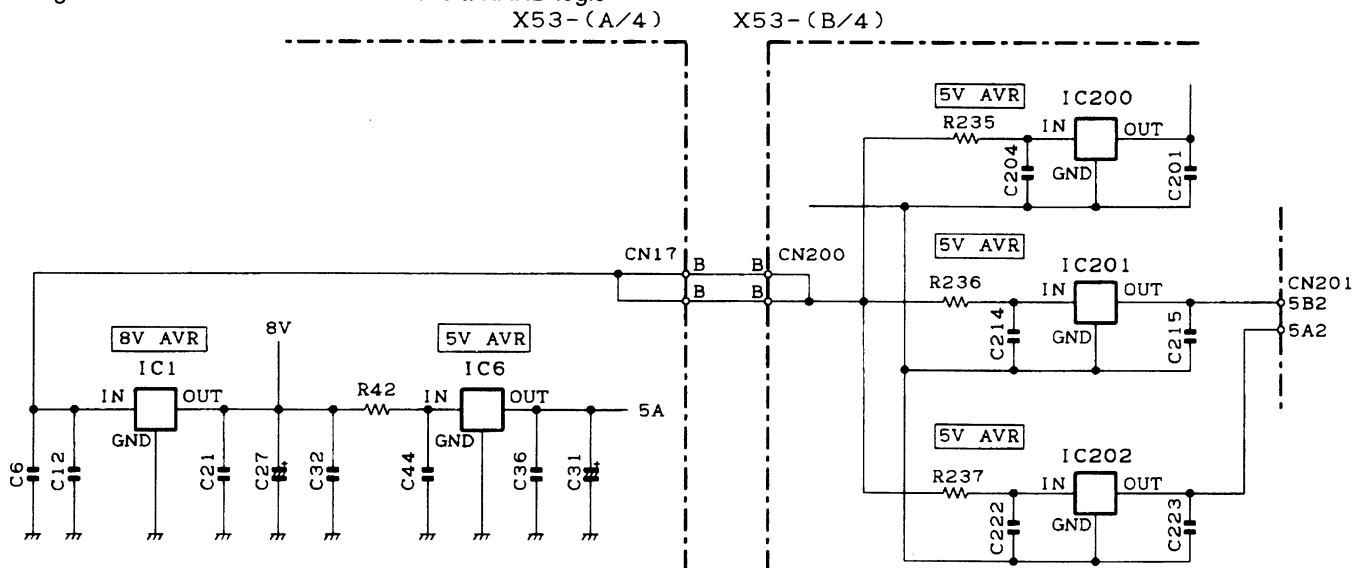 X53-(A/4) X53-(B/4)
5V AVR IC200
R235 IN OUT
C204 GND C201
5V AVR IC201
CN17 B B CN200
R236 IN OUT CN201
B B 5B2
C214 GND C215 5A2
8V AVR 8V 5V AVR
IC1 R42 IC6
IN OUT IN OUT 5A
GND GND
C6 C12 C21 C27 C32 C44 C36 C31
5V AVR IC202
R237 IN OUT
C222 GND C223